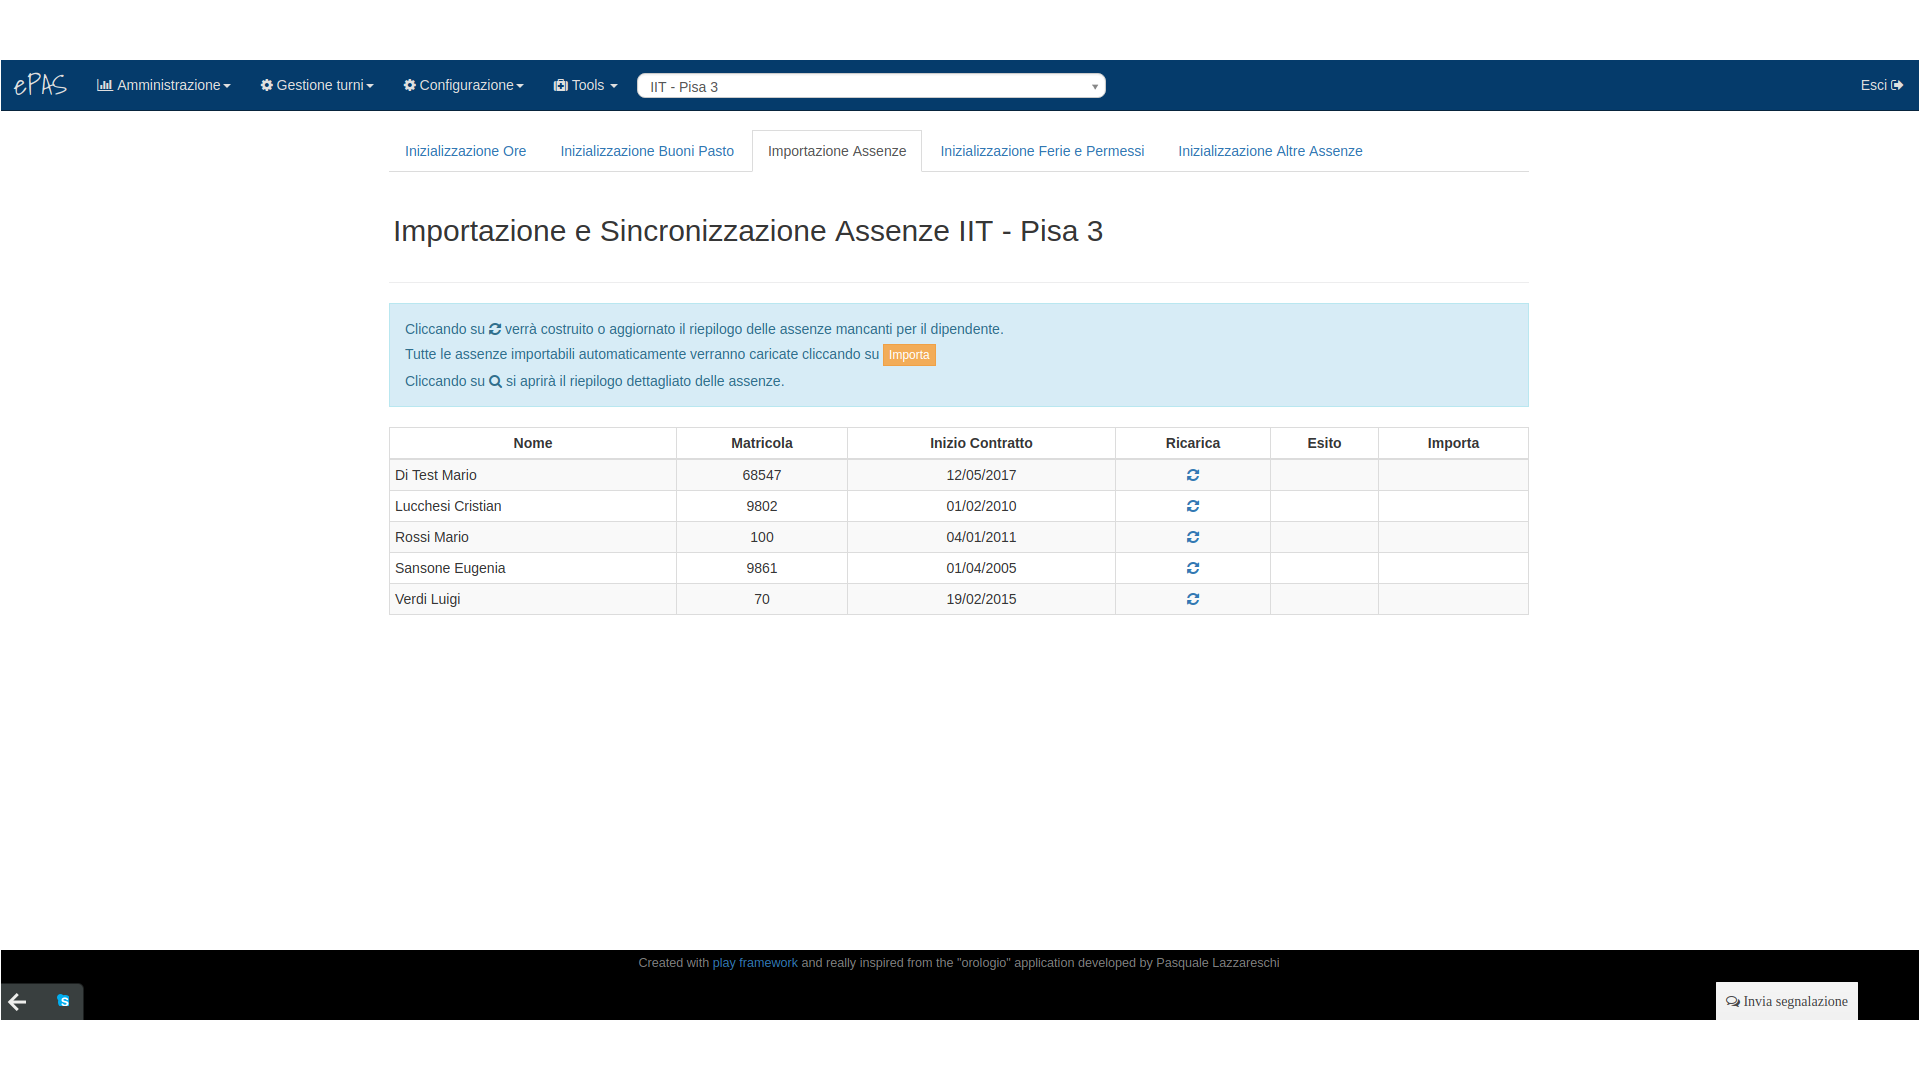 ePAS Amministrazione Gestione turni Configurazione Tools IIT - Pisa 3 Esci
Inizializzazione Ore Inizializzazione Buoni Pasto Importazione Assenze Inizializzazione Ferie e Permessi Inizializzazione Altre Assenze
Importazione e Sincronizzazione Assenze IIT - Pisa 3
Cliccando su verrà costruito o aggiornato il riepilogo delle assenze mancanti per il dipendente.
Tutte le assenze importabili automaticamente verranno caricate cliccando su Importa
Cliccando su si aprirà il riepilogo dettagliato delle assenze.
Nome Matricola Inizio Contratto Ricarica Esito Importa
Di Test Mario 68547 12/05/2017
Lucchesi Cristian 9802 01/02/2010
Rossi Mario 100 04/01/2011
Sansone Eugenia 9861 01/04/2005
Verdi Luigi 70 19/02/2015
Created with play framework and really inspired from the "orologio" application developed by Pasquale Lazzareschi
Invia segnalazione